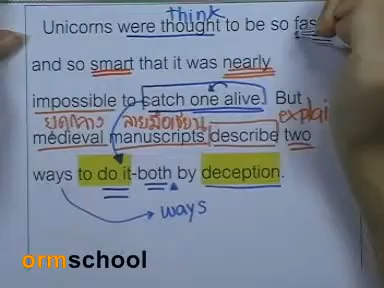 think
Unicorns were thought to be so fas
and so smart that it was nearly
impossible to catch one alive. But
ยุคกลาง ลายมือเขียน explai
medieval manuscripts describe two
ways to do it-both by deception.
ways
ormschool